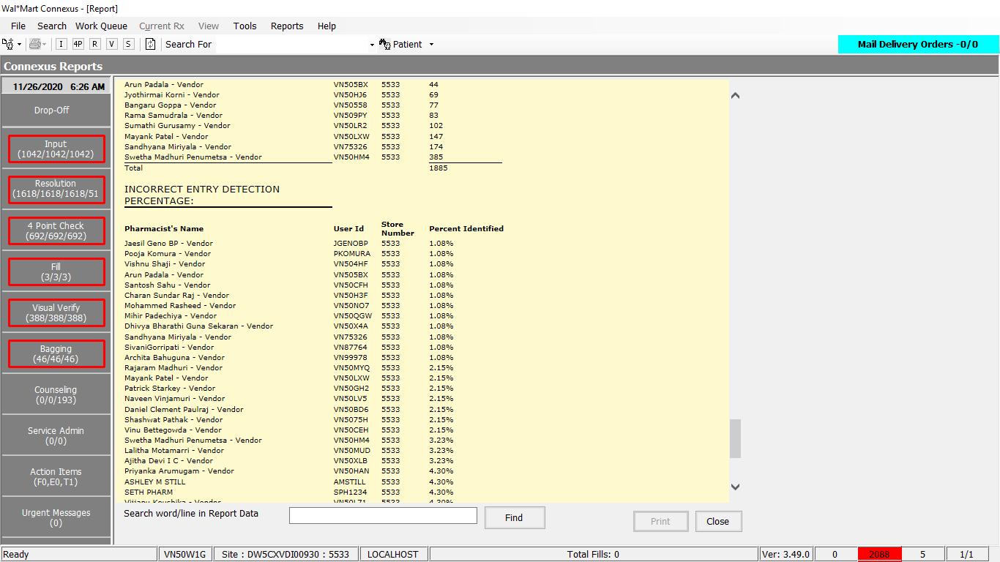 Wal*Mart Connexus - [Report]
File Search Work Queue Current Rx View Tools Reports Help
I 4P R V S Search For Patient Mail Delivery Orders -0/0
Connexus Reports
11/26/2020 6:26 AM
Drop-Off
Input
(1042/1042/1042)
Resolution
(1618/1618/1618/51
4 Point Check
(692/692/692)
Fill
(3/3/3)
Visual Verify
(388/388/388)
Bagging
(46/46/46)
Counseling
(0/0/193)
Service Admin
(0/0)
Action Items
(F0,E0,T1)
Urgent Messages
(0)
Arun Padala - Vendor VN505BX 5533 44
Jyothirmai Korni - Vendor VN50HJ6 5533 69
Bangaru Goppa - Vendor VN50558 5533 77
Rama Samudrala - Vendor VN509PY 5533 83
Sumathi Gurusamy - Vendor VN50LR2 5533 102
Mayank Patel - Vendor VN50LXW 5533 147
Sandhyana Miriyala - Vendor VN75326 5533 174
Swetha Madhuri Penumetsa - Vendor VN50HM4 5533 385
Total 1885
INCORRECT ENTRY DETECTION
PERCENTAGE:
Pharmacist's Name User Id Store Number Percent Identified
Jaesil Geno BP - Vendor JGENOBP 5533 1.08%
Pooja Komura - Vendor PKOMURA 5533 1.08%
Vishnu Shaji - Vendor VN504HF 5533 1.08%
Arun Padala - Vendor VN505BX 5533 1.08%
Santosh Sahu - Vendor VN50CFH 5533 1.08%
Charan Sundar Raj - Vendor VN50H3F 5533 1.08%
Mohammed Rasheed - Vendor VN50NO7 5533 1.08%
Mihir Padechiya - Vendor VN50QGW 5533 1.08%
Dhivya Bharathi Guna Sekaran - Vendor VN50X4A 5533 1.08%
Sandhyana Miriyala - Vendor VN75326 5533 1.08%
SivaniGorripati - Vendor VN87764 5533 1.08%
Archita Bahuguna - Vendor VN99978 5533 1.08%
Rajaram Madhuri - Vendor VN50MYQ 5533 2.15%
Mayank Patel - Vendor VN50LXW 5533 2.15%
Patrick Starkey - Vendor VN50GH2 5533 2.15%
Naveen Vinjamuri - Vendor VN50LV5 5533 2.15%
Daniel Clement Paulraj - Vendor VN50BD6 5533 2.15%
Shashwat Pathak - Vendor VN5075H 5533 2.15%
Vinu Bettegowda - Vendor VN50CEH 5533 2.15%
Swetha Madhuri Penumetsa - Vendor VN50HM4 5533 3.23%
Lalitha Motamarri - Vendor VN50MUD 5533 3.23%
Ajitha Devi I C - Vendor VN50XLB 5533 3.23%
Priyanka Arumugam - Vendor VN50HAN 5533 4.30%
ASHLEY M STILL AMSTILL 5533 4.30%
SETH PHARM SPH1234 5533 4.30%
Search word/line in Report Data Find Print Close
Ready VN50W1G Site : DW5CXVDI00930 : 5533 LOCALHOST Total Fills: 0 Ver: 3.49.0 0 2088 5 1/1